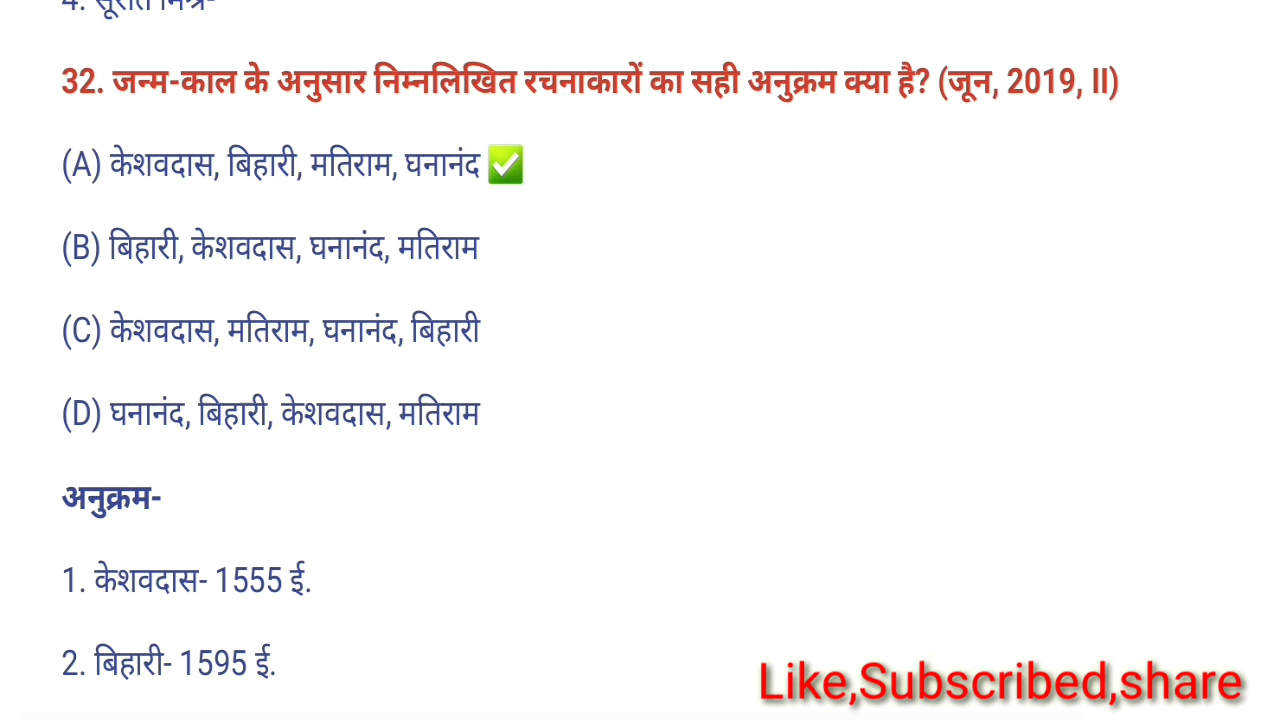 32. जन्म-काल के अनुसार निम्नलिखित रचनाकारों का सही अनुक्रम क्या है? (जून, 2019, II)
(A) केशवदास, बिहारी, मतिराम, घनानंद ✅
(B) बिहारी, केशवदास, घनानंद, मतिराम
(C) केशवदास, मतिराम, घनानंद, बिहारी
(D) घनानंद, बिहारी, केशवदास, मतिराम
अनुक्रम-
1. केशवदास- 1555 ई.
2. बिहारी- 1595 ई.
Like,Subscribed,share